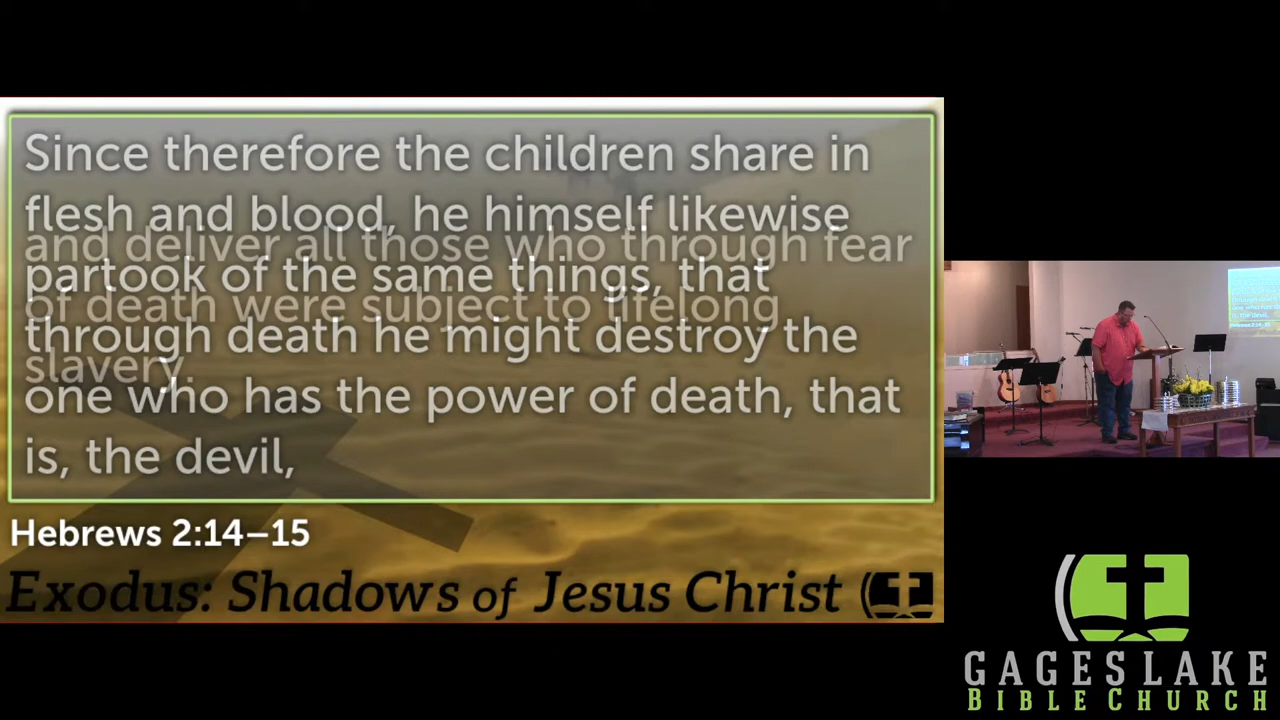 Since therefore the children share in
flesh and blood, he himself likewise
partook of the same things, that
through death he might destroy the
one who has the power of death, that
is, the devil,
and deliver all those who through fear
of death were subject to lifelong
slavery.
Hebrews 2:14–15
Exodus: Shadows of Jesus Christ
GAGESLAKE
BIBLE CHURCH